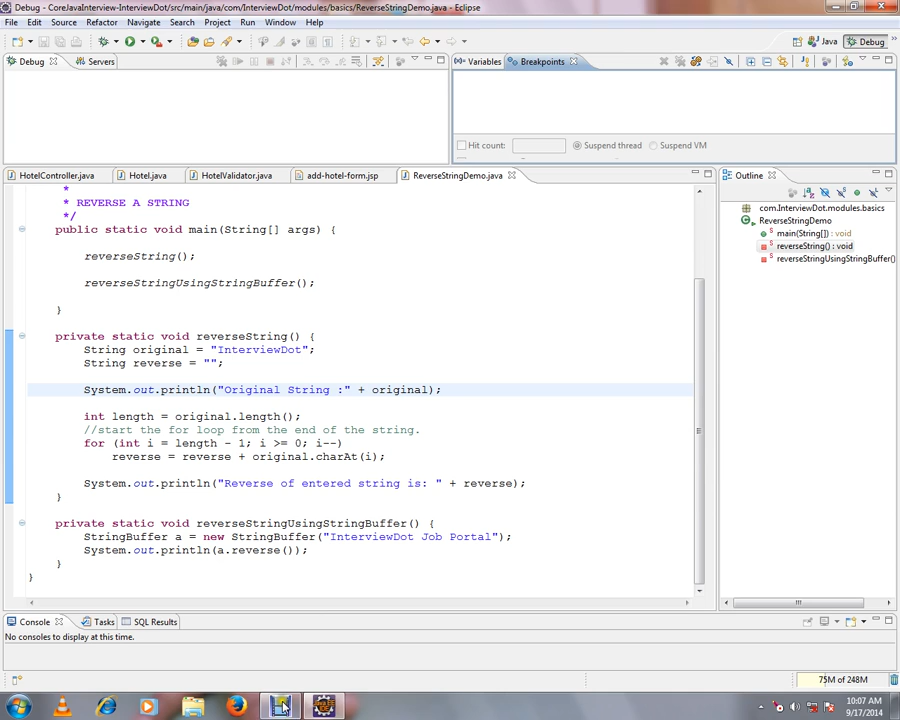 Debug - CoreJavaInterview-InterviewDot/src/main/java/com/InterviewDot/modules/basics/ReverseStringDemo.java - Eclipse
File Edit Source Refactor Navigate Search Project Run Window Help
Java Debug
Debug Servers
Variables Breakpoints
Hit count: Suspend thread Suspend VM
HotelController.java Hotel.java HotelValidator.java add-hotel-form.jsp ReverseStringDemo.java
Outline
*
* REVERSE A STRING
*/
public static void main(String[] args) {
reverseString();
reverseStringUsingStringBuffer();
}
private static void reverseString() {
String original = "InterviewDot";
String reverse = "";
System.out.println("Original String :" + original);
int length = original.length();
//start the for loop from the end of the string.
for (int i = length - 1; i >= 0; i--)
reverse = reverse + original.charAt(i);
System.out.println("Reverse of entered string is: " + reverse);
}
private static void reverseStringUsingStringBuffer() {
StringBuffer a = new StringBuffer("InterviewDot Job Portal");
System.out.println(a.reverse());
}
}
com.InterviewDot.modules.basics
ReverseStringDemo
main(String[]) : void
reverseString() : void
reverseStringUsingStringBuffer()
Console Tasks SQL Results
No consoles to display at this time.
75M of 248M
10:07 AM
9/17/2014